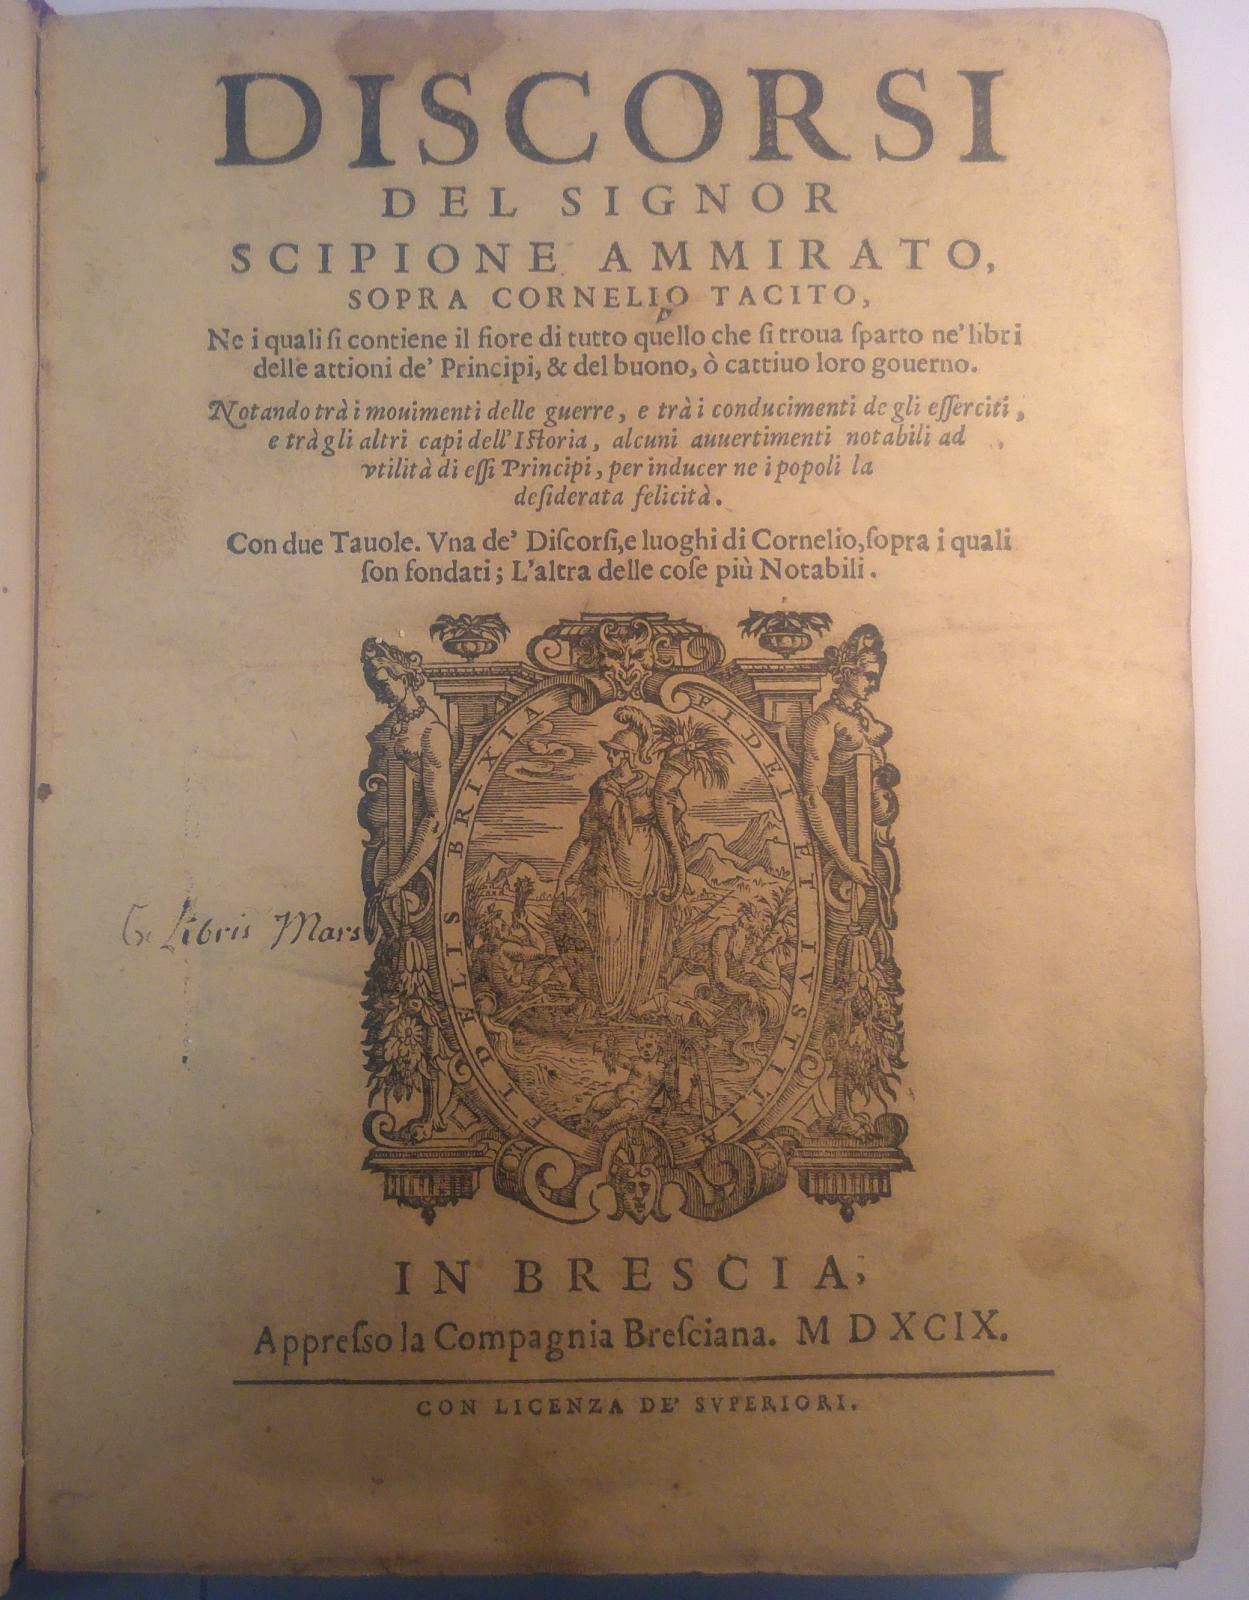 DISCORSI
DEL SIGNOR
SCIPIONE AMMIRATO,
SOPRA CORNELIO TACITO,
Ne i quali ſi contiene il fiore di tutto quello che ſi troua ſparto ne' libri
delle attioni de' Principi, & del buono, ò cattiuo loro gouerno.
Notando trà i mouimenti delle guerre, e trà i conducimenti de gli eſſerciti,
e trà gli altri capi dell'Iſtoria, alcuni auuertimenti notabili ad
vtilità di eſſi Principi, per inducer ne i popoli la
deſiderata felicità.
Con due Tauole. Vna de' Diſcorſi, e luoghi di Cornelio, ſopra i quali
ſon fondati; L'altra delle coſe più Notabili.
FIDELIS BRIXIA FIDEI ET IVSTITIAE
Ex Libris Mars
IN BRESCIA,
Appreſſo la Compagnia Breſciana. M D XCIX.
CON LICENZA DE' SVPERIORI.